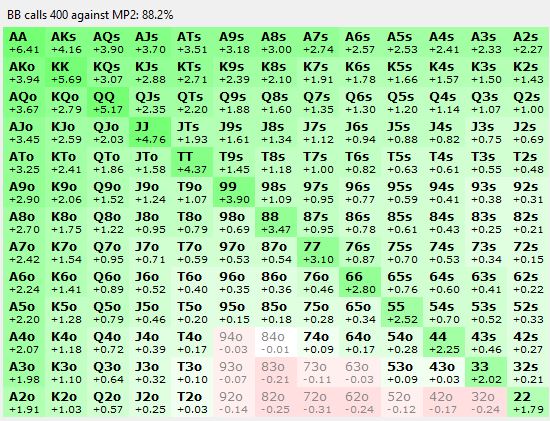 BB calls 400 against MP2: 88.2%
AA AKs AQs AJs ATs A9s A8s A7s A6s A5s A4s A3s A2s
+6.41 +4.16 +3.90 +3.70 +3.51 +3.18 +3.00 +2.74 +2.57 +2.53 +2.41 +2.33 +2.27
AKo KK KQs KJs KTs K9s K8s K7s K6s K5s K4s K3s K2s
+3.94 +5.69 +3.07 +2.88 +2.71 +2.39 +2.10 +1.91 +1.78 +1.66 +1.57 +1.50 +1.43
AQo KQo QQ QJs QTs Q9s Q8s Q7s Q6s Q5s Q4s Q3s Q2s
+3.67 +2.79 +5.17 +2.35 +2.20 +1.88 +1.60 +1.35 +1.30 +1.20 +1.14 +1.07 +1.00
AJo KJo QJo JJ JTs J9s J8s J7s J6s J5s J4s J3s J2s
+3.45 +2.59 +2.03 +4.76 +1.93 +1.61 +1.34 +1.12 +0.94 +0.88 +0.82 +0.75 +0.69
ATo KTo QTo JTo TT T9s T8s T7s T6s T5s T4s T3s T2s
+3.25 +2.41 +1.86 +1.58 +4.37 +1.45 +1.18 +1.00 +0.82 +0.63 +0.61 +0.55 +0.48
A9o K9o Q9o J9o T9o 99 98s 97s 96s 95s 94s 93s 92s
+2.90 +2.06 +1.52 +1.24 +1.07 +3.90 +1.09 +0.95 +0.77 +0.59 +0.41 +0.38 +0.31
A8o K8o Q8o J8o T8o 98o 88 87s 86s 85s 84s 83s 82s
+2.70 +1.75 +1.22 +0.95 +0.79 +0.69 +3.47 +0.95 +0.78 +0.61 +0.43 +0.25 +0.21
A7o K7o Q7o J7o T7o 97o 87o 77 76s 75s 74s 73s 72s
+2.42 +1.54 +0.95 +0.71 +0.59 +0.53 +0.54 +3.10 +0.87 +0.70 +0.53 +0.34 +0.15
A6o K6o Q6o J6o T6o 96o 86o 76o 66 65s 64s 63s 62s
+2.24 +1.41 +0.89 +0.52 +0.40 +0.35 +0.36 +0.46 +2.80 +0.76 +0.60 +0.41 +0.22
A5o K5o Q5o J5o T5o 95o 85o 75o 65o 55 54s 53s 52s
+2.20 +1.28 +0.79 +0.46 +0.20 +0.15 +0.18 +0.28 +0.34 +2.52 +0.70 +0.52 +0.33
A4o K4o Q4o J4o T4o 94o 84o 74o 64o 54o 44 43s 42s
+2.07 +1.18 +0.72 +0.39 +0.17 -0.03 -0.01 +0.09 +0.17 +0.28 +2.25 +0.46 +0.27
A3o K3o Q3o J3o T3o 93o 83o 73o 63o 53o 43o 33 32s
+1.98 +1.10 +0.64 +0.32 +0.10 -0.07 -0.21 -0.11 -0.03 +0.09 +0.03 +2.02 +0.21
A2o K2o Q2o J2o T2o 92o 82o 72o 62o 52o 42o 32o 22
+1.91 +1.03 +0.57 +0.25 +0.03 -0.14 -0.25 -0.31 -0.24 -0.12 -0.17 -0.24 +1.79